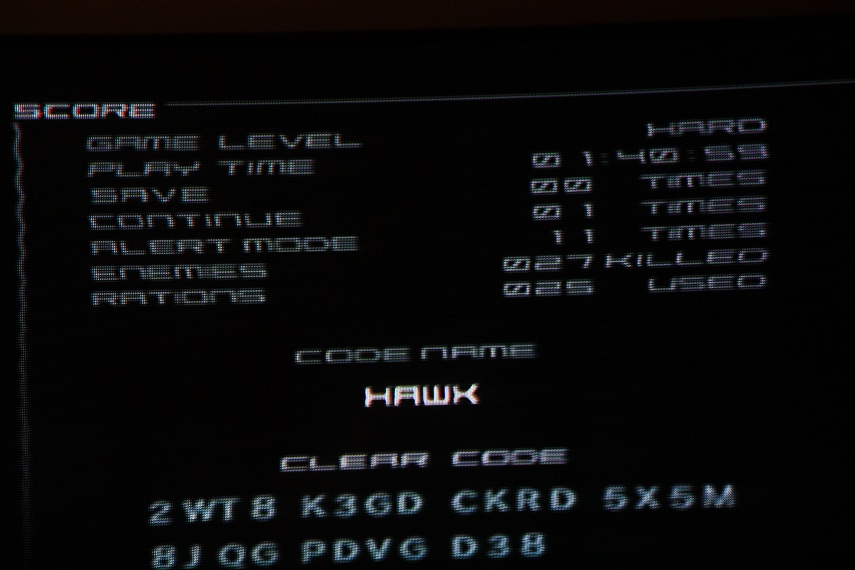 SCORE
GAME LEVEL HARD
PLAY TIME 01:40:59
SAVE 00 TIMES
CONTINUE 01 TIMES
ALERT MODE 11 TIMES
ENEMIES 027 KILLED
RATIONS 025 USED
CODE NAME
HAWK
CLEAR CODE
2WT8 K3GD CKRD 5X5M
8JQG PDVG D38